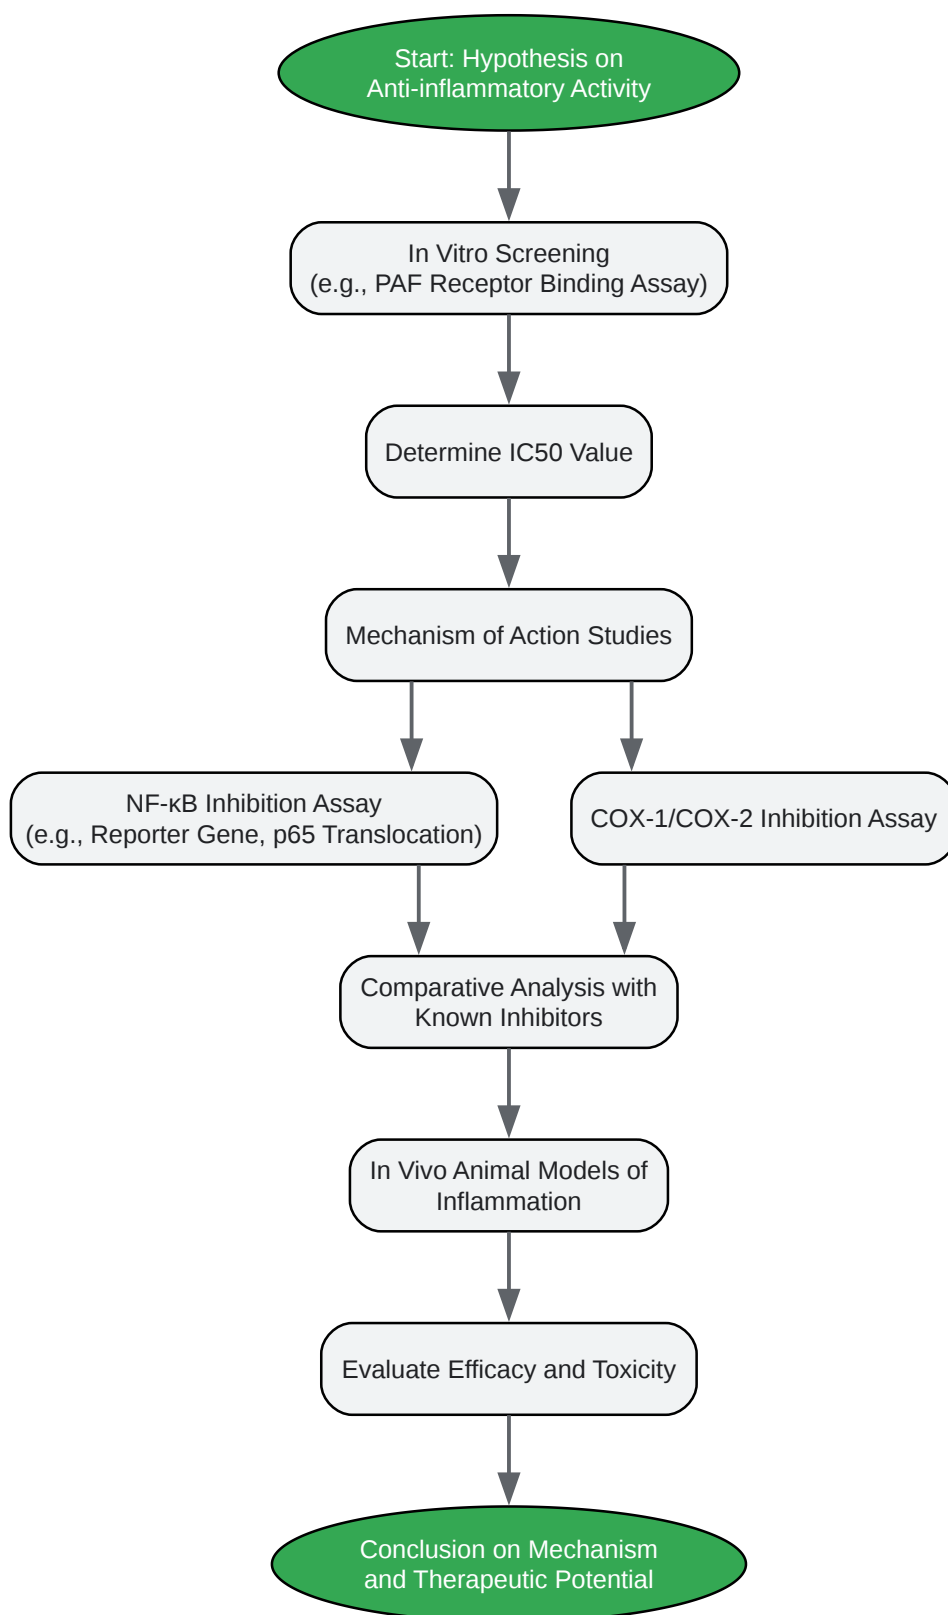 Start: Hypothesis on
Anti-inflammatory Activity
In Vitro Screening
(e.g., PAF Receptor Binding Assay)
Determine IC50 Value
Mechanism of Action Studies
NF-κB Inhibition Assay
(e.g., Reporter Gene, p65 Translocation)
COX-1/COX-2 Inhibition Assay
Comparative Analysis with
Known Inhibitors
In Vivo Animal Models of
Inflammation
Evaluate Efficacy and Toxicity
Conclusion on Mechanism
and Therapeutic Potential